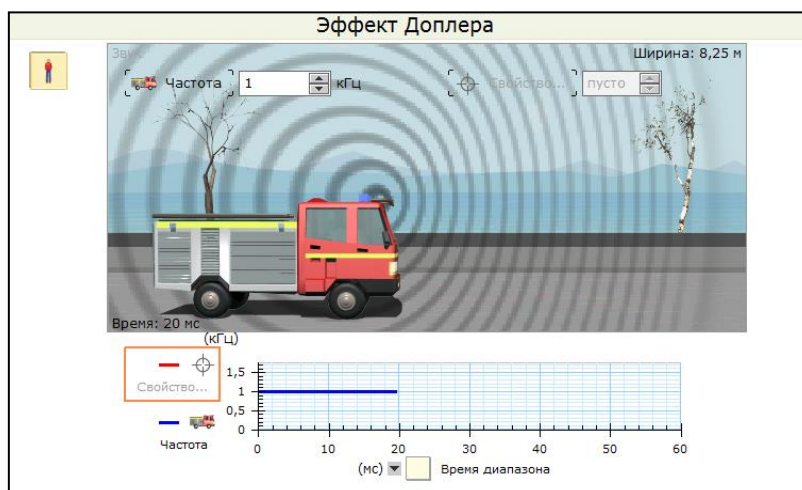 Эффект Доплера
Звук
Ширина: 8,25 м
Частота 1 кГц
Свойство... пусто
Время: 20 мс
(кГц)
Свойство...
Частота
1,5
1
0,5
0
0 10 20 30 40 50 60
(мс) Время диапазона